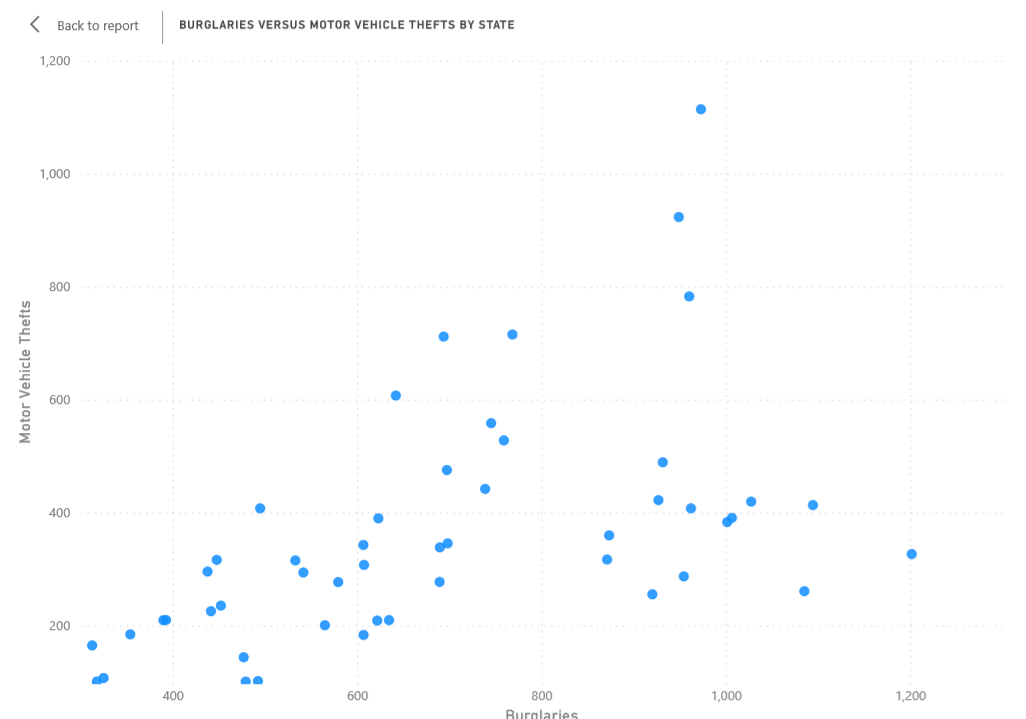 Back to report
BURGLARIES VERSUS MOTOR VEHICLE THEFTS BY STATE
1,200
1,000
800
600
400
200
Motor Vehicle Thefts
400 600 800 1,000 1,200
Burglaries